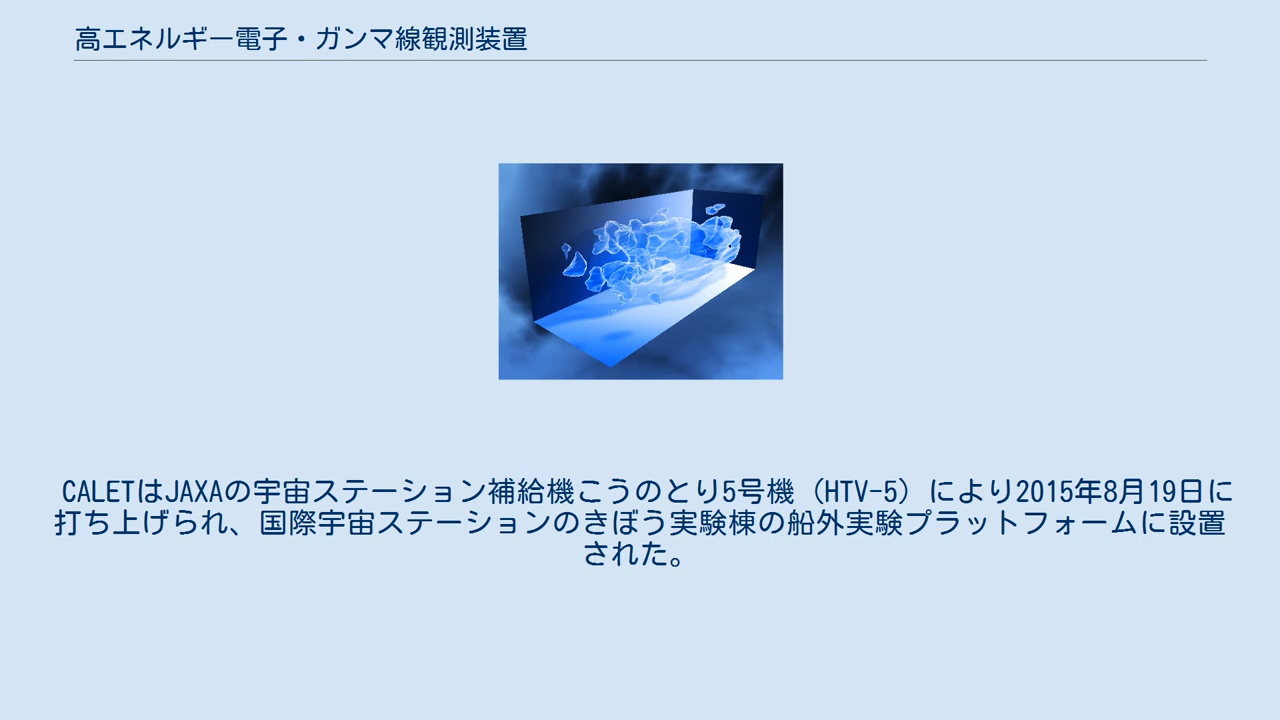 高エネルギー電子・ガンマ線観測装置
CALETはJAXAの宇宙ステーション補給機こうのとり5号機（HTV-5）により2015年8月19日に
打ち上げられ、国際宇宙ステーションのきぼう実験棟の船外実験プラットフォームに設置
された。